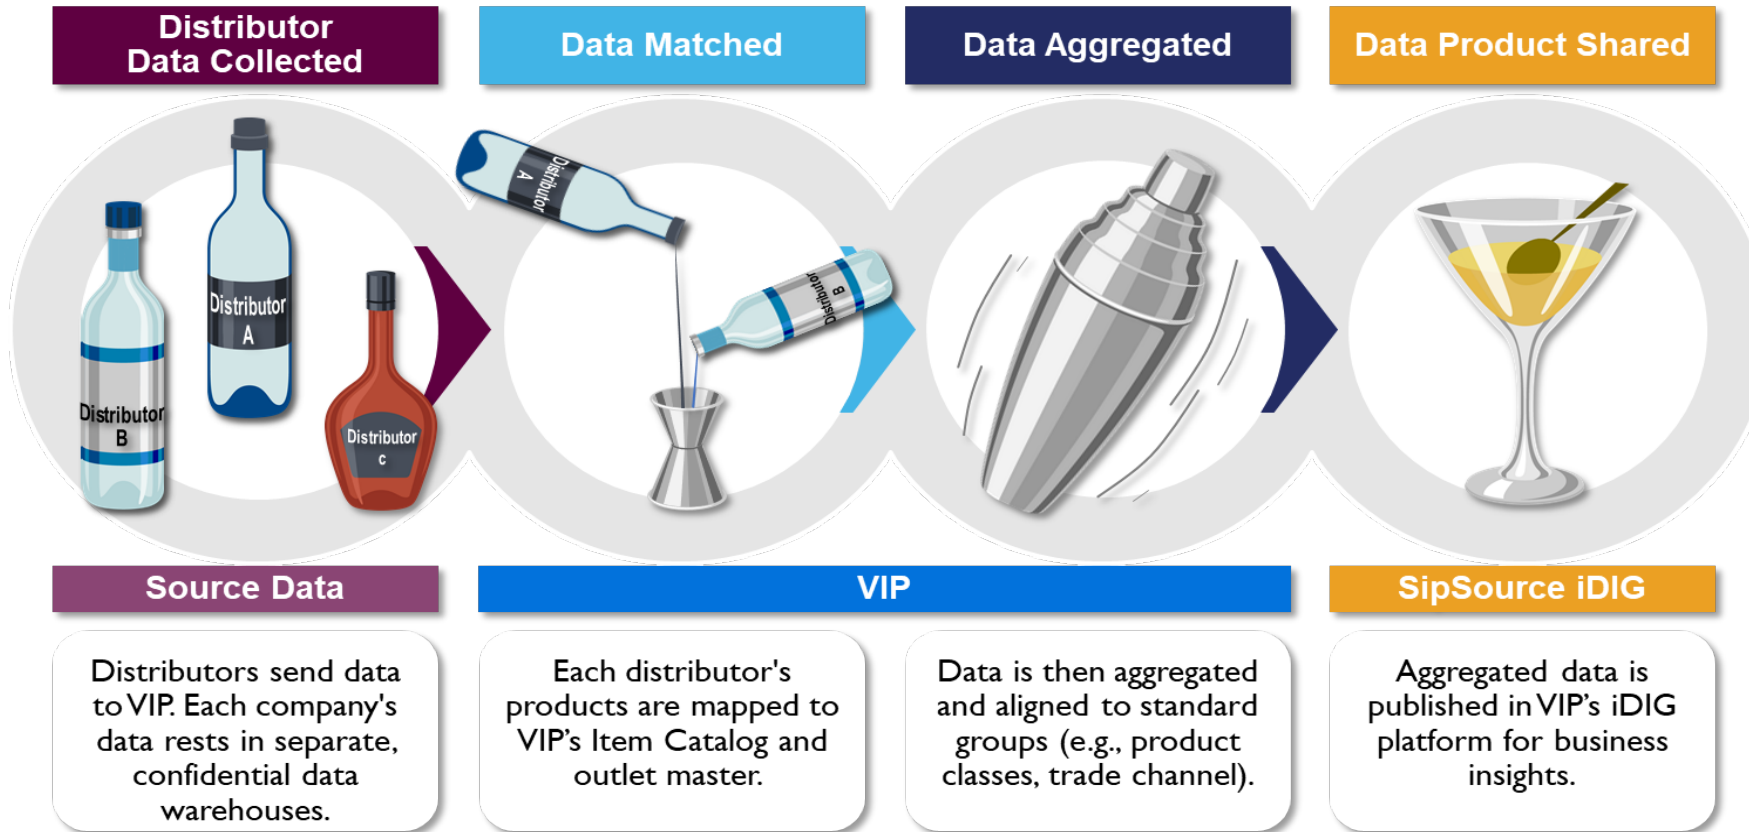 Distributor
Data Collected
Data Matched
Data Aggregated
Data Product Shared
Distributor
A
Distributor
B
Distributor
c
Distributor
A
Distributor
B
Source Data
VIP
SipSource iDIG
Distributors send data
to VIP. Each company's
data rests in separate,
confidential data
warehouses.
Each distributor's
products are mapped to
VIP’s Item Catalog and
outlet master.
Data is then aggregated
and aligned to standard
groups (e.g., product
classes, trade channel).
Aggregated data is
published in VIP’s iDIG
platform for business
insights.